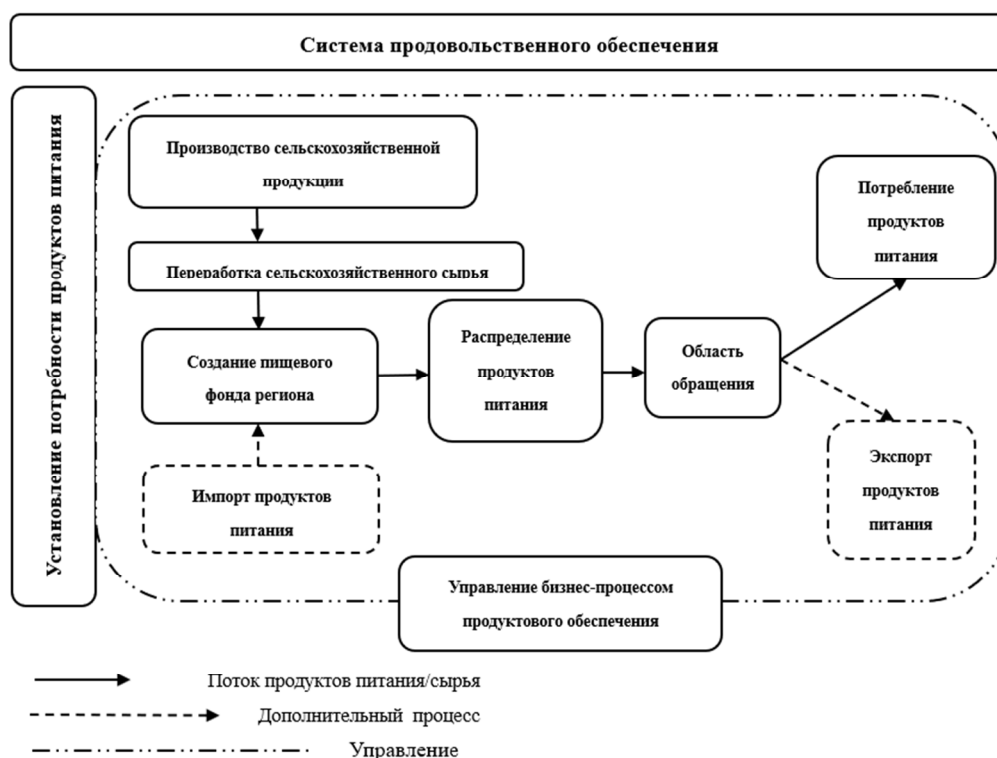 Система продовольственного обеспечения
Установление потребности продуктов питания
Производство сельскохозяйственной
продукции
Переработка сельскохозяйственного сырья
Создание пищевого
фонда региона
Импорт продуктов
питания
Распределение
продуктов
питания
Область
обращения
Потребление
продуктов
питания
Экспорт
продуктов
питания
Управление бизнес-процессом
продуктового обеспечения
Поток продуктов питания/сырья
Дополнительный процесс
Управление